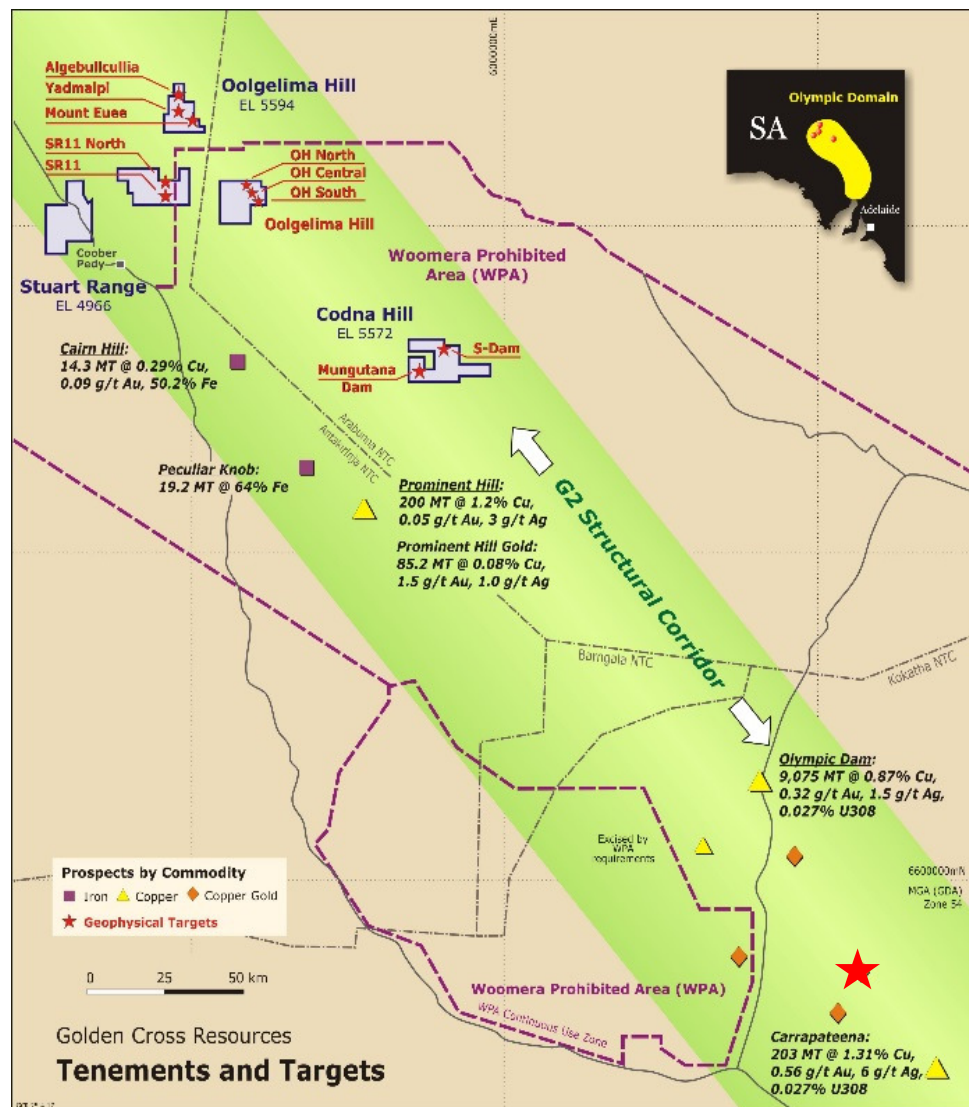 Algebullcullia
Yadmalpi
Mount Euee
Oolgelima Hill
EL 5594
SR11 North
SR11
OH North
OH Central
OH South
Oolgelima Hill
Coober
Pedy
Stuart Range
EL 4966
6000000mE
Olympic Domain
SA
Adelaide
Woomera Prohibited
Area (WPA)
Codna Hill
EL 5572
S-Dam
Mungutana
Dam
Cairn Hill:
14.3 MT @ 0.29% Cu,
0.09 g/t Au, 50.2% Fe
Arabunna NTC
Antakirinja NTC
Peculiar Knob:
19.2 MT @ 64% Fe
Prominent Hill:
200 MT @ 1.2% Cu,
0.05 g/t Au, 3 g/t Ag
Prominent Hill Gold:
85.2 MT @ 0.08% Cu,
1.5 g/t Au, 1.0 g/t Ag
G2 Structural Corridor
Barngala NTC
Kokatha NTC
Olympic Dam:
9,075 MT @ 0.87% Cu,
0.32 g/t Au, 1.5 g/t Ag,
0.027% U308
Excised by
WPA
requirements
6600000mN
MGA (GDA)
Zone 54
Prospects by Commodity
Iron Copper Copper Gold
Geophysical Targets
0 25 50 km
Woomera Prohibited Area (WPA)
WPA Continuous Use Zone
Carrapateena:
203 MT @ 1.31% Cu,
0.56 g/t Au, 6 g/t Ag,
0.027% U308
Golden Cross Resources
Tenements and Targets